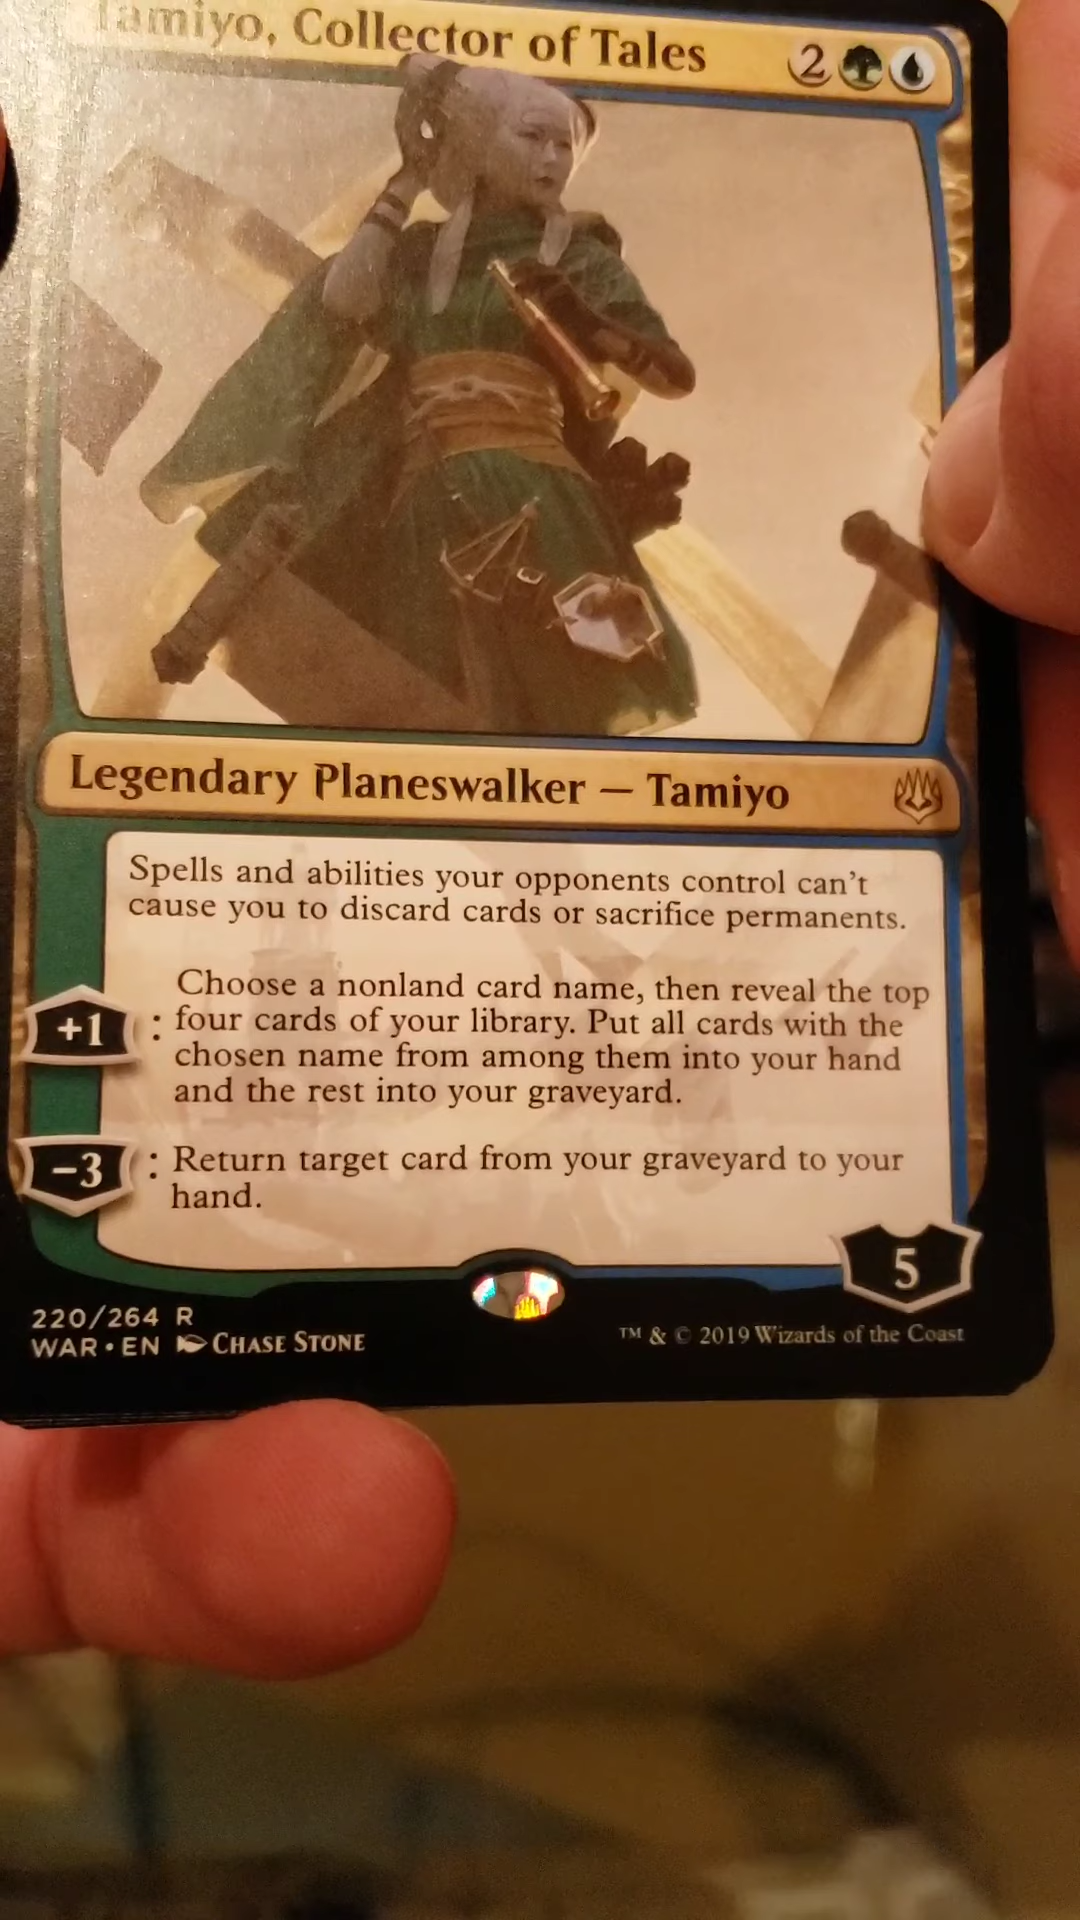 Tamiyo, Collector of Tales 2
Legendary Planeswalker — Tamiyo
Spells and abilities your opponents control can't
cause you to discard cards or sacrifice permanents.
Choose a nonland card name, then reveal the top
+1 : four cards of your library. Put all cards with the
chosen name from among them into your hand
and the rest into your graveyard.
−3 : Return target card from your graveyard to your
hand.
5
220/264 R
WAR • EN CHASE STONE
™ & © 2019 Wizards of the Coast